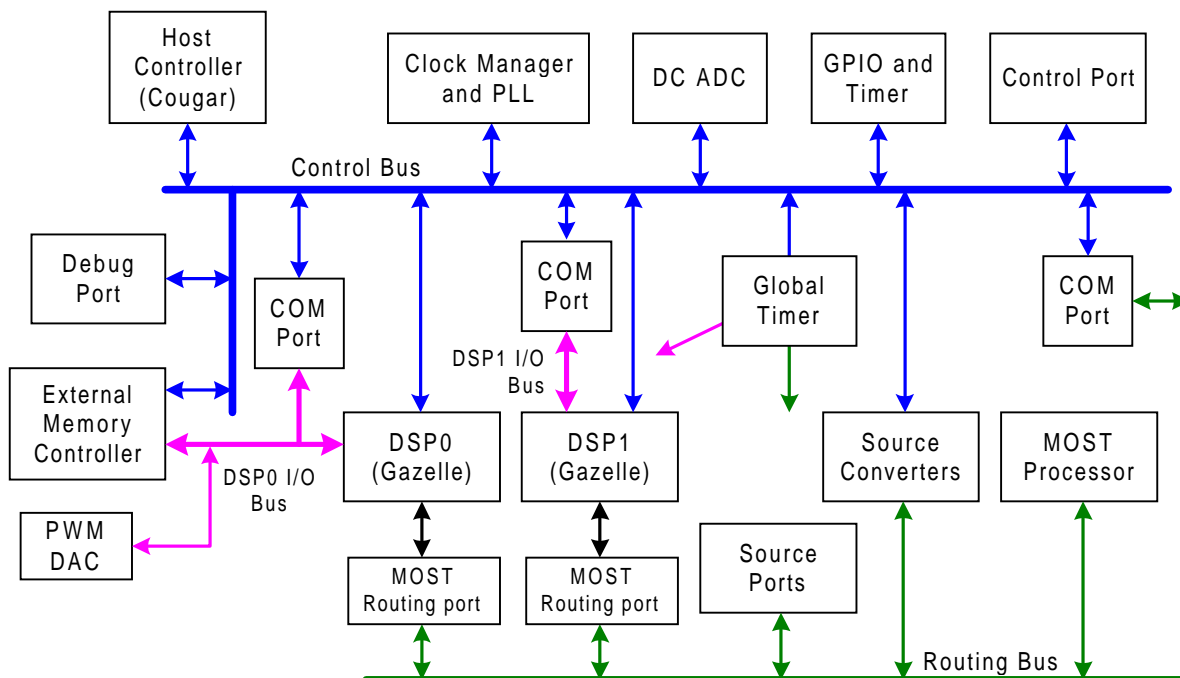 Host
Controller
(Cougar)
Clock Manager
and PLL
DC ADC
GPIO and
Timer
Control Port
Control Bus
Debug
Port
COM
Port
COM
Port
Global
Timer
COM
Port
DSP1 I/O
Bus
External
Memory
Controller
DSP0 I/O
Bus
DSP0
(Gazelle)
DSP1
(Gazelle)
Source
Converters
MOST
Processor
PWM
DAC
MOST
Routing port
MOST
Routing port
Source
Ports
Routing Bus